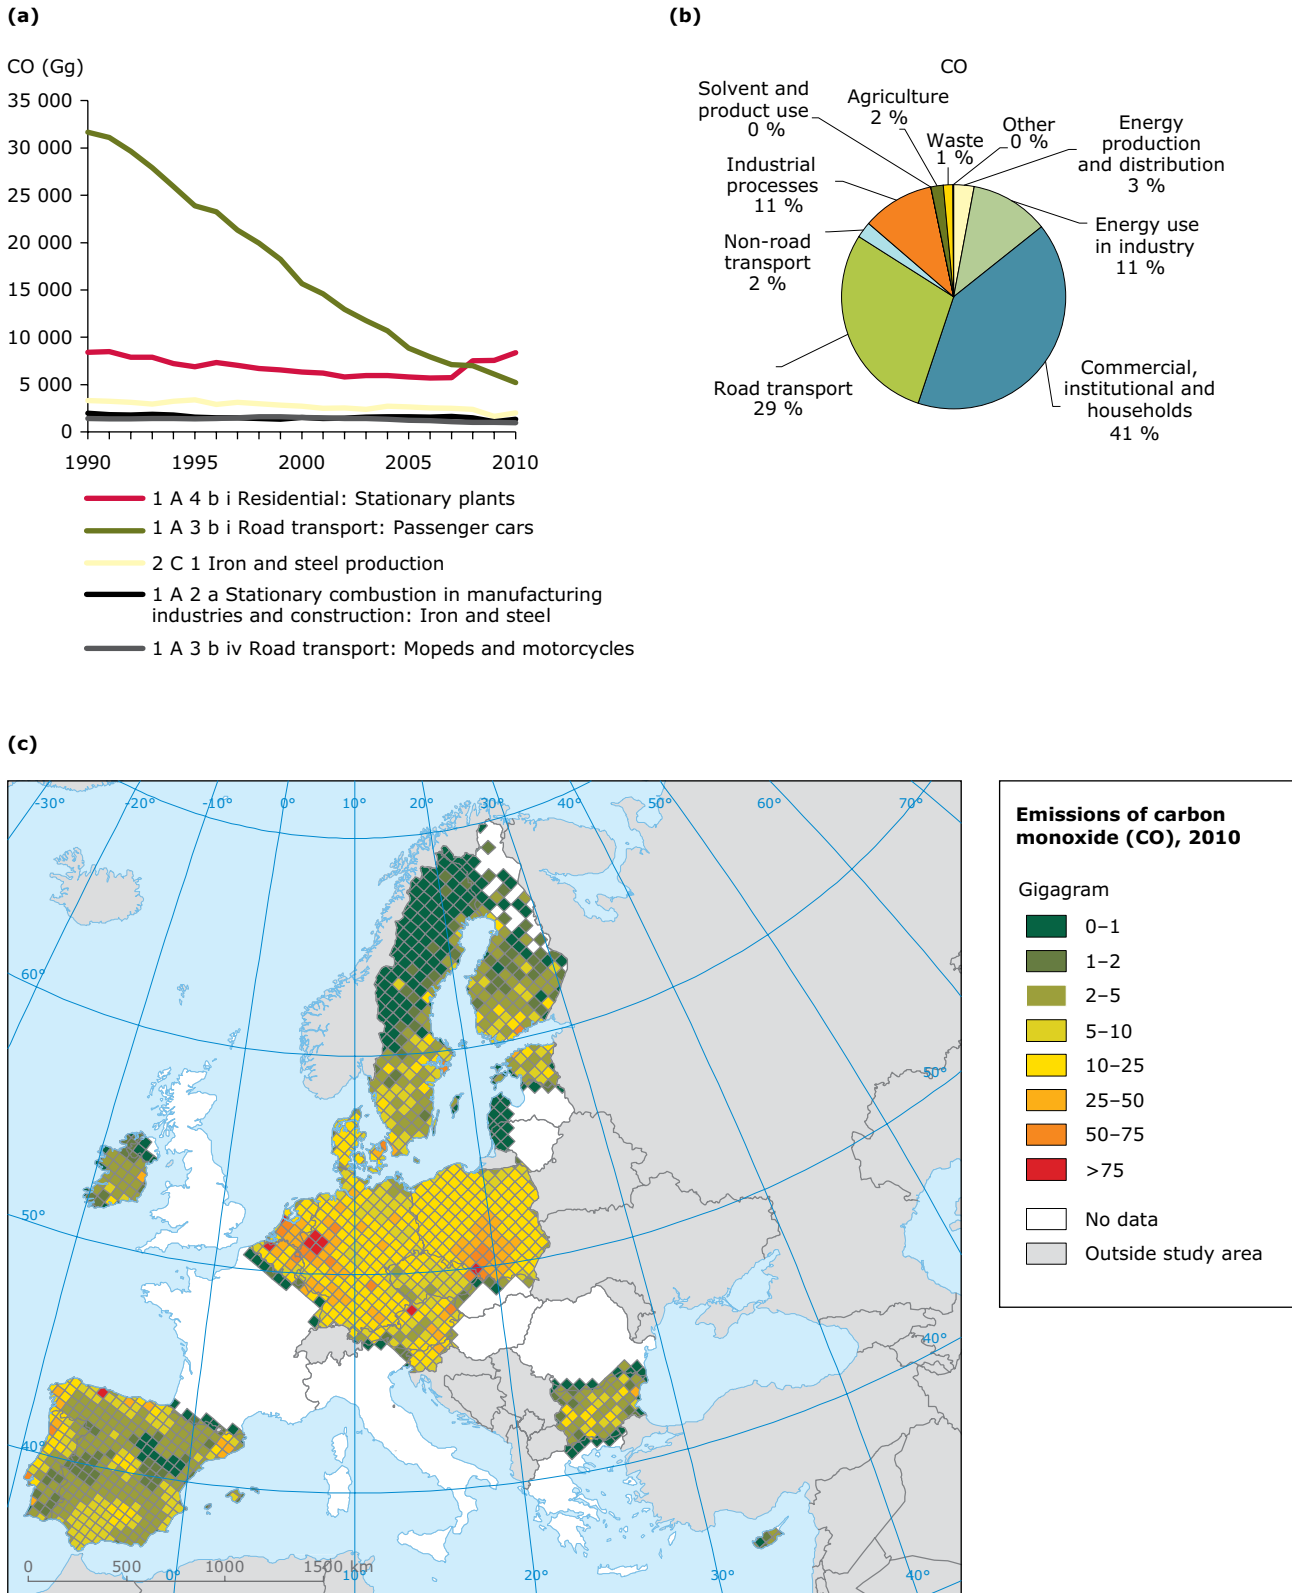 (a)
CO (Gg)
35 000
30 000
25 000
20 000
15 000
10 000
5 000
0
1990 1995 2000 2005 2010
1 A 4 b i Residential: Stationary plants
1 A 3 b i Road transport: Passenger cars
2 C 1 Iron and steel production
1 A 2 a Stationary combustion in manufacturing
industries and construction: Iron and steel
1 A 3 b iv Road transport: Mopeds and motorcycles
(b)
CO
Solvent and
product use
0 %
Agriculture
2 %
Waste
1 %
Other
0 %
Energy
production
and distribution
3 %
Industrial
processes
11 %
Energy use
in industry
11 %
Non-road
transport
2 %
Road transport
29 %
Commercial,
institutional and
households
41 %
(c)
-30° -20° -10° 0° 10° 20° 30° 40° 50° 60° 70°
60°
50°
50°
40°
40°
0 500 1000 1500 km
0° 10° 20° 30° 40°
Emissions of carbon
monoxide (CO), 2010
Gigagram
0–1
1–2
2–5
5–10
10–25
25–50
50–75
>75
No data
Outside study area